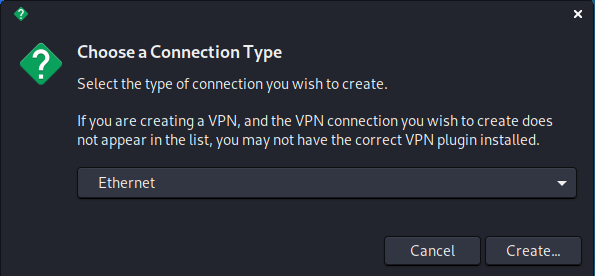 Choose a Connection Type
Select the type of connection you wish to create.
If you are creating a VPN, and the VPN connection you wish to create does
not appear in the list, you may not have the correct VPN plugin installed.
Ethernet
Cancel
Create...